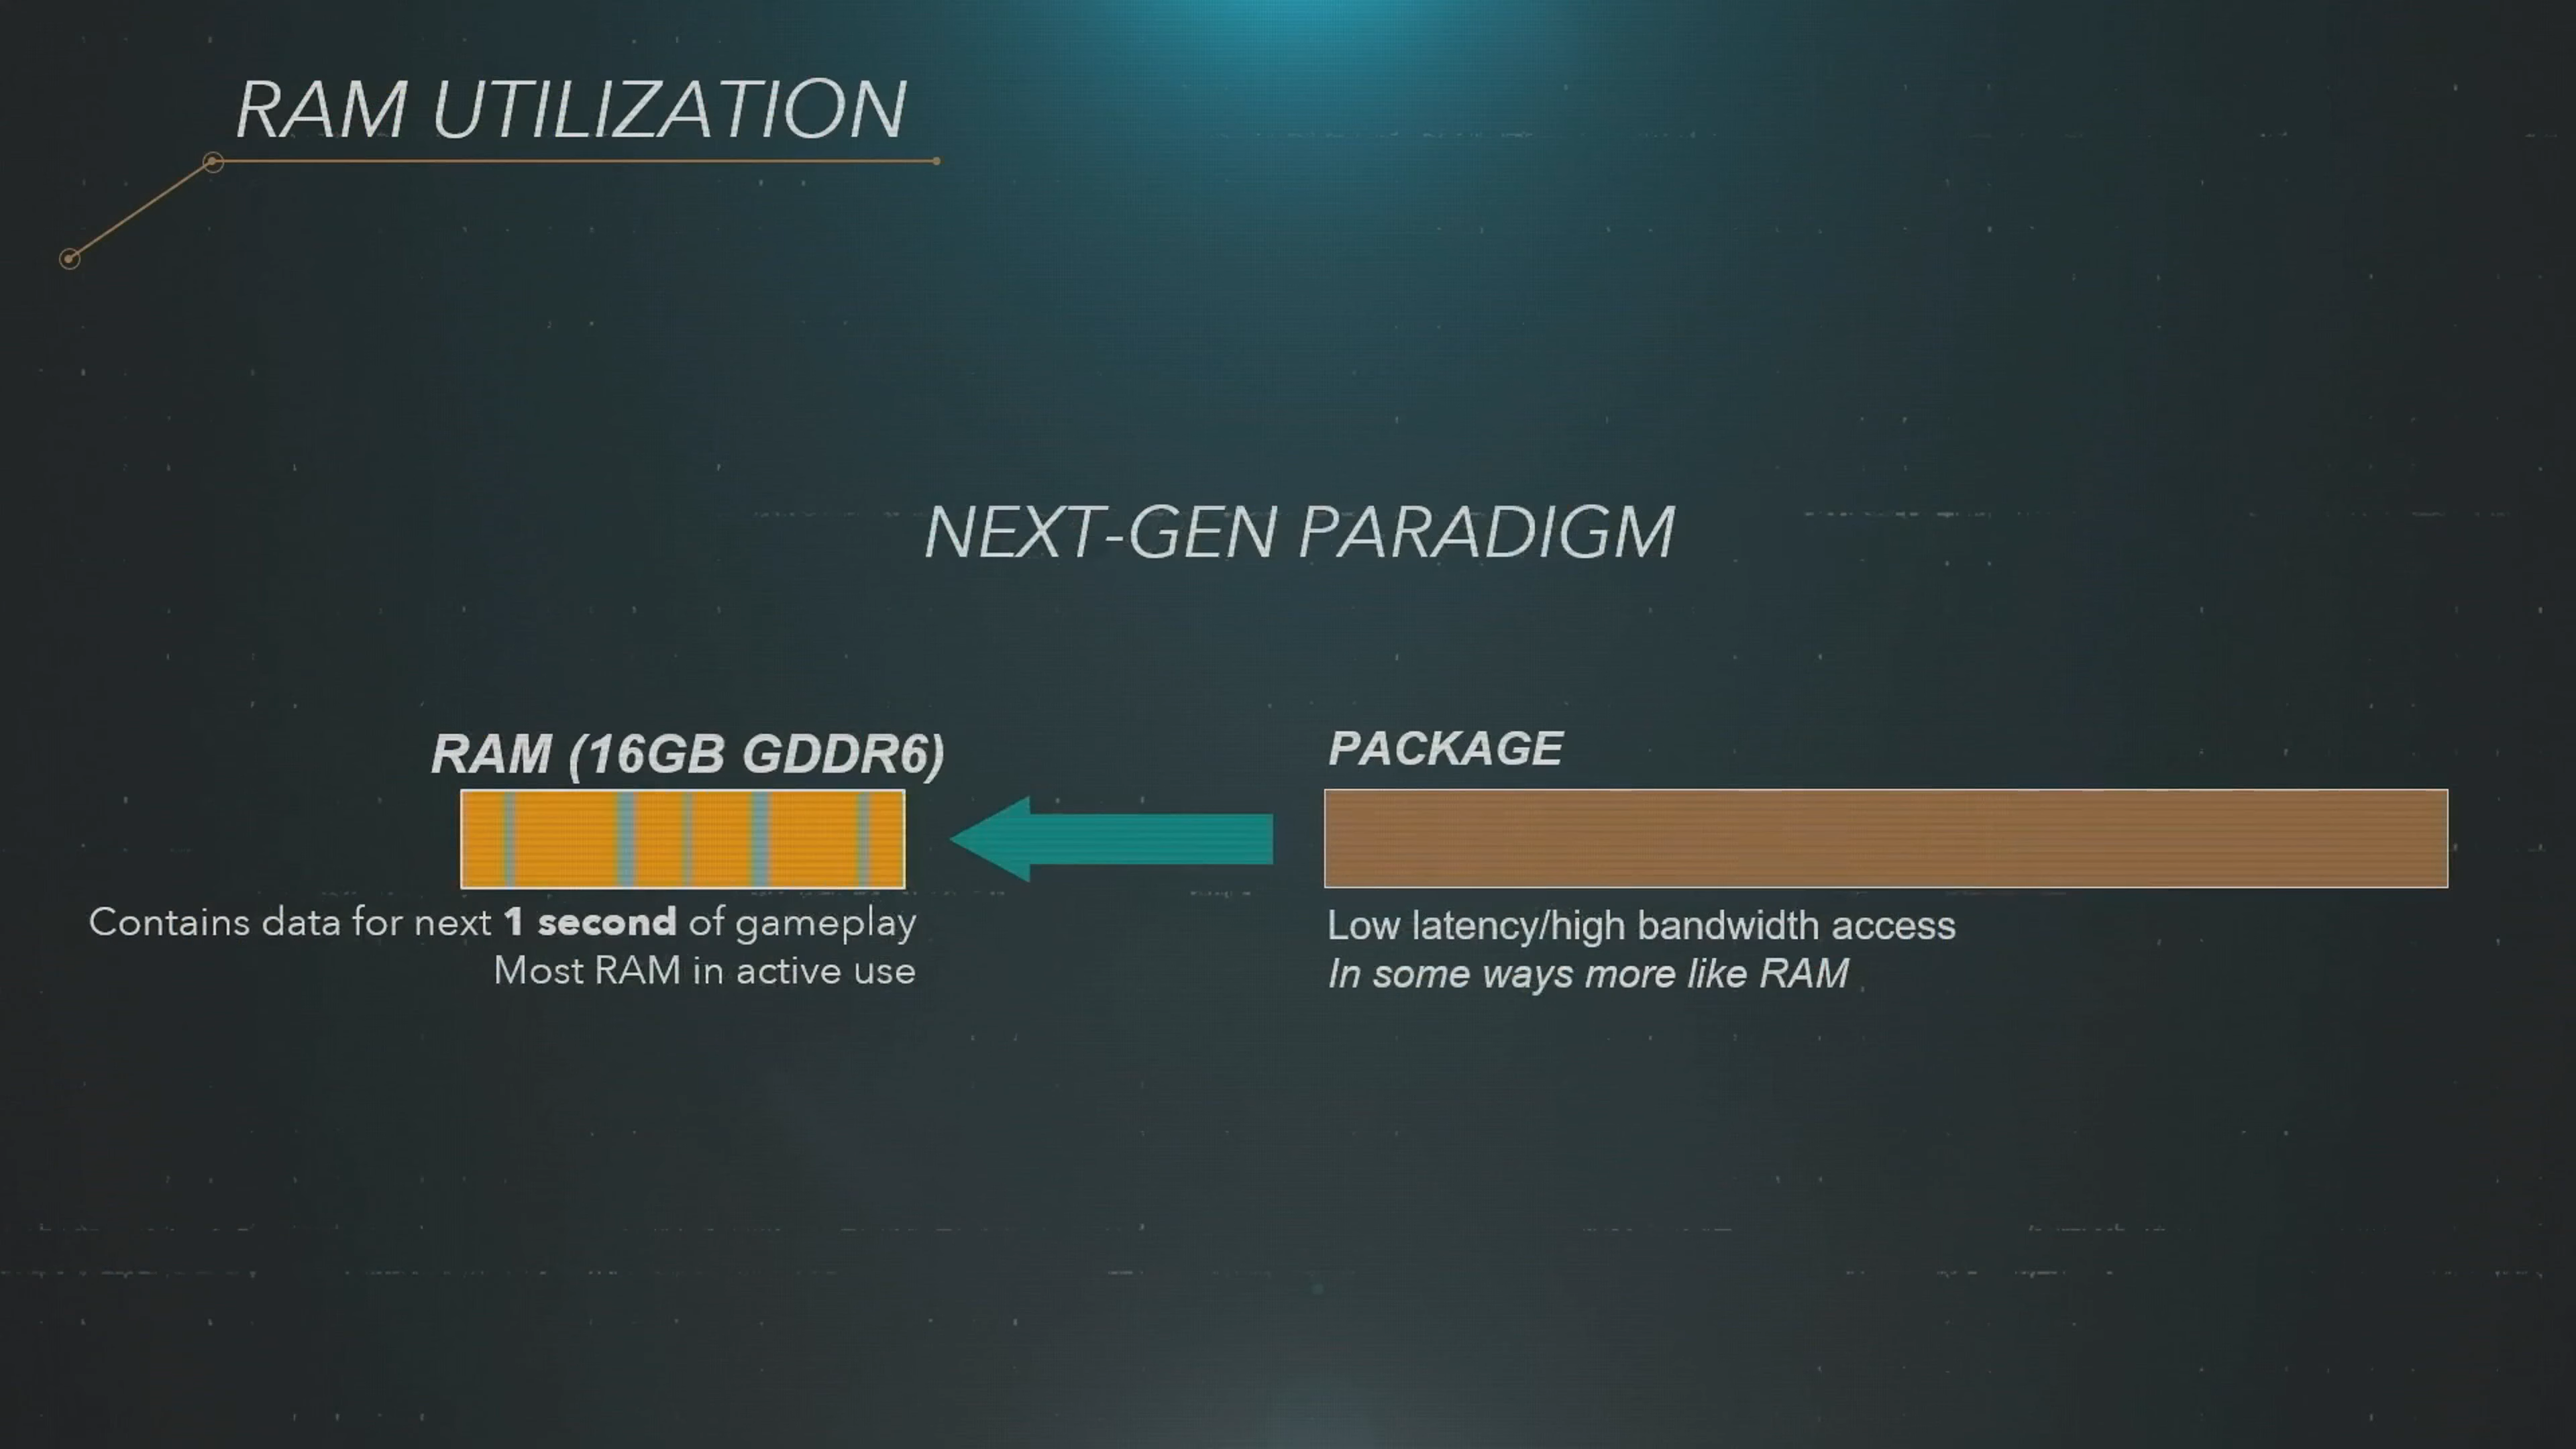 RAM UTILIZATION
NEXT-GEN PARADIGM
RAM (16GB GDDR6)
Contains data for next 1 second of gameplay
Most RAM in active use
PACKAGE
Low latency/high bandwidth access
In some ways more like RAM